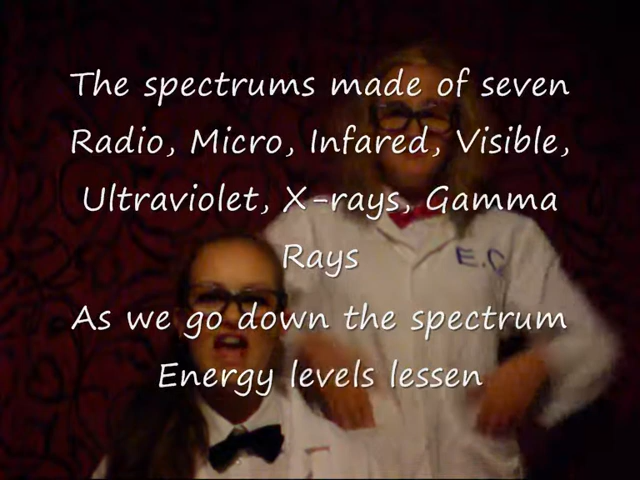 The spectrums made of seven
Radio, Micro, Infared, Visible,
Ultraviolet, X-rays, Gamma
Rays
As we go down the spectrum
Energy levels lessen
E.C